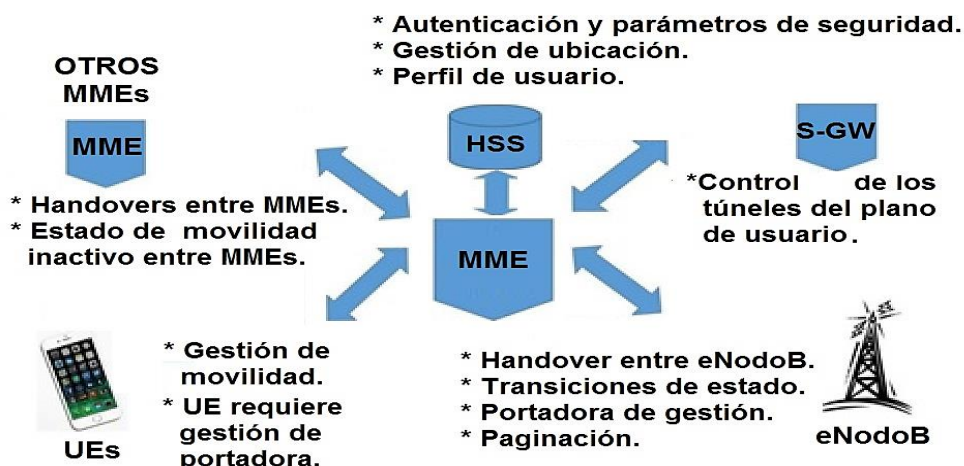 * Autenticación y parámetros de seguridad.
* Gestión de ubicación.
* Perfil de usuario.
OTROS
MMEs
MME
HSS
S-GW
* Handovers entre MMEs.
* Estado de movilidad
inactivo entre MMEs.
*Control de los
túneles del plano
de usuario.
MME
* Gestión de
movilidad.
* UE requiere
gestión de
portadora.
UEs
* Handover entre eNodoB.
* Transiciones de estado.
* Portadora de gestión.
* Paginación.
eNodoB